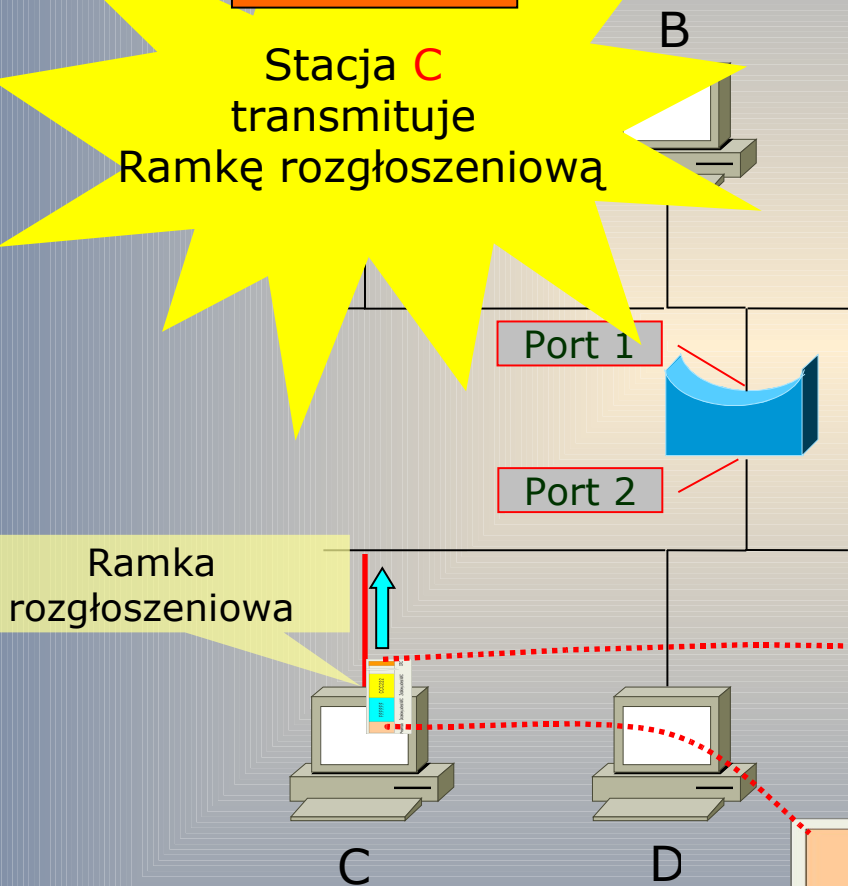 B
Stacja C
transmituje
Ramkę rozgłoszeniową
Port 1
Port 2
Ramka
rozgłoszeniowa
C
D